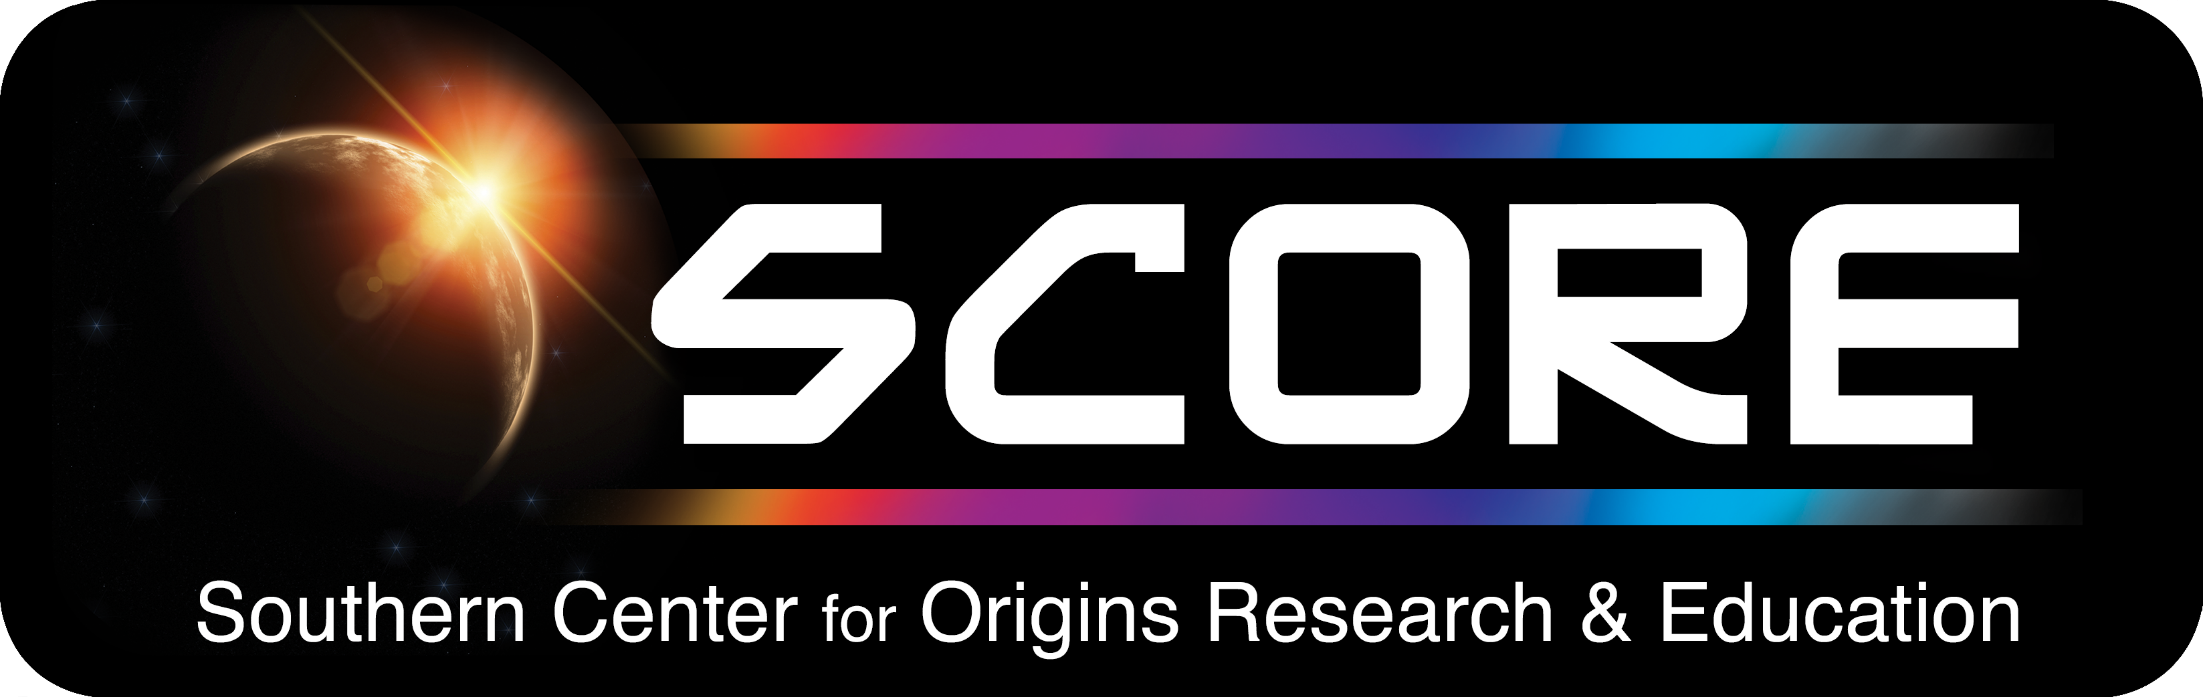 SCORE
Southern Center for Origins Research & Education